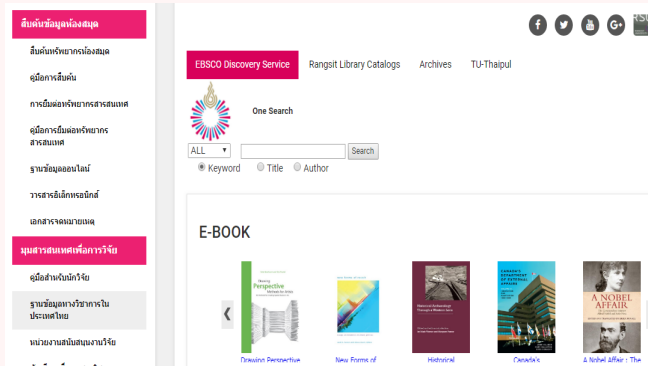 สืบค้นข้อมูลห้องสมุด
สืบค้นทรัพยากรห้องสมุด
คู่มือการสืบค้น
การยืมต่อทรัพยากรสารสนเทศ
คู่มือการยืมต่อทรัพยากร
สารสนเทศ
ฐานข้อมูลออนไลน์
วารสารอิเล็กทรอนิกส์
เอกสารจดหมายเหตุ
มุมสารสนเทศเพื่อการวิจัย
คู่มือสำหรับนักวิจัย
ฐานข้อมูลทางวิชาการใน
ประเทศไทย
หน่วยงานสนับสนุนงานวิจัย
EBSCO Discovery Service
Rangsit Library Catalogs
Archives
TU-Thaipul
One Search
ALL
Search
Keyword
Title
Author
E-BOOK
Drawing
Perspective
A NOBEL
AFFAIR
CANADA'S
DEPARTMENT
OF EXTERNAL
AFFAIRS
Drawing Perspective
New Forms of
Historical
Canada's
A Nobel Affair : The